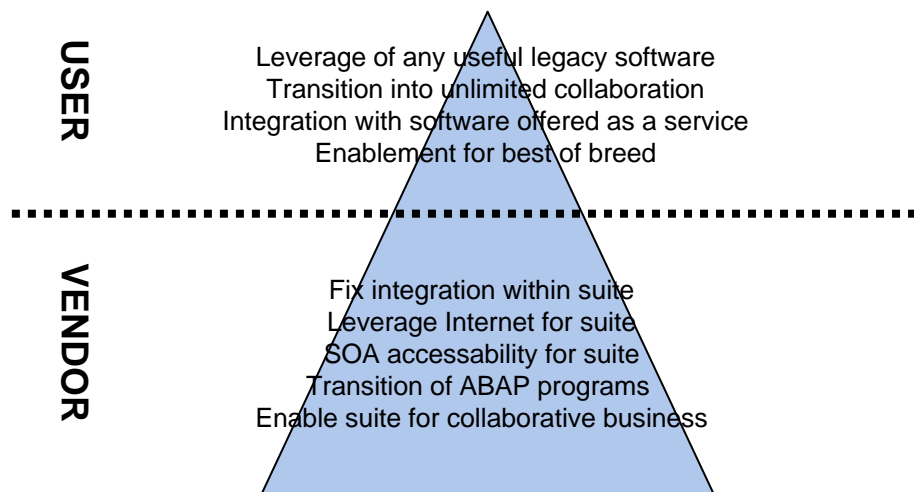 USER
Leverage of any useful legacy software
Transition into unlimited collaboration
Integration with software offered as a service
Enablement for best of breed
VENDOR
Fix integration within suite
Leverage Internet for suite
SOA accessability for suite
Transition of ABAP programs
Enable suite for collaborative business